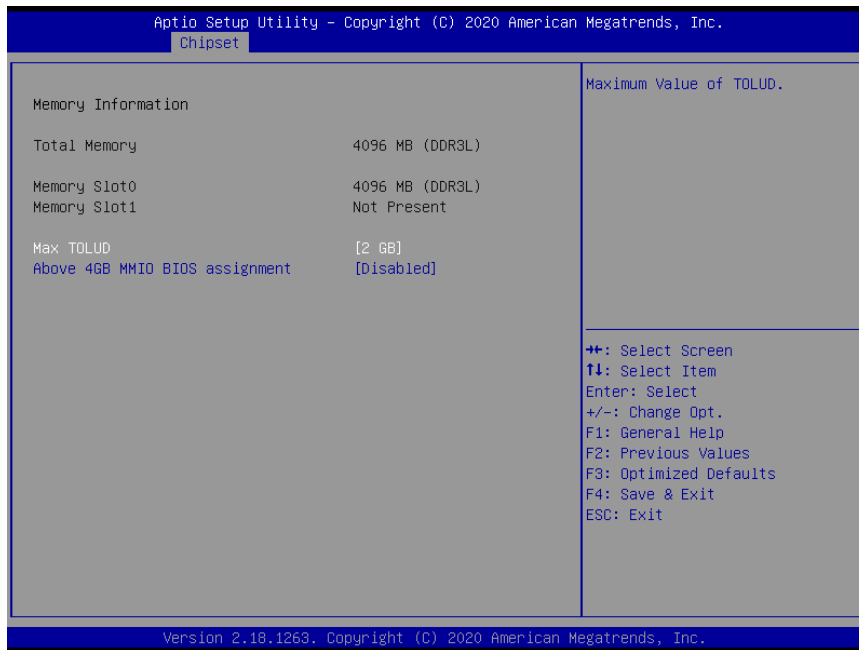 Aptio Setup Utility – Copyright (C) 2020 American Megatrends, Inc.
Chipset
Memory Information
Total Memory 4096 MB (DDR3L)
Memory Slot0 4096 MB (DDR3L)
Memory Slot1 Not Present
Max TOLUD [2 GB]
Above 4GB MMIO BIOS assignment [Disabled]
Maximum Value of TOLUD.
→←: Select Screen
↑↓: Select Item
Enter: Select
+/-: Change Opt.
F1: General Help
F2: Previous Values
F3: Optimized Defaults
F4: Save & Exit
ESC: Exit
Version 2.18.1263. Copyright (C) 2020 American Megatrends, Inc.